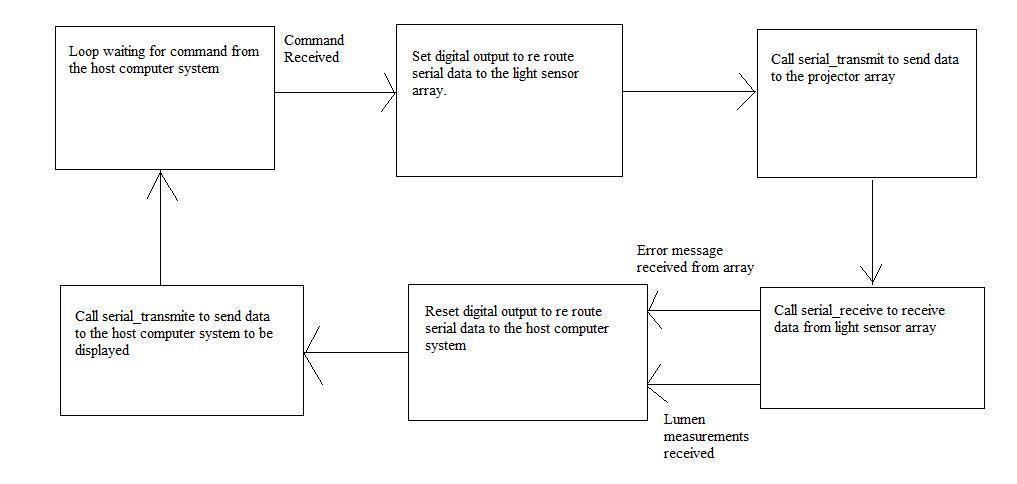 Loop waiting for command from
the host computer system
Command
Received
Set digital output to re route
serial data to the light sensor
array.
Call serial_transmit to send data
to the projector array
Error message
received from array
Call serial_receive to receive
data from light sensor array
Reset digital output to re route
serial data to the host computer
system
Call serial_transmite to send data
to the host computer system to be
displayed
Lumen
measurements
received